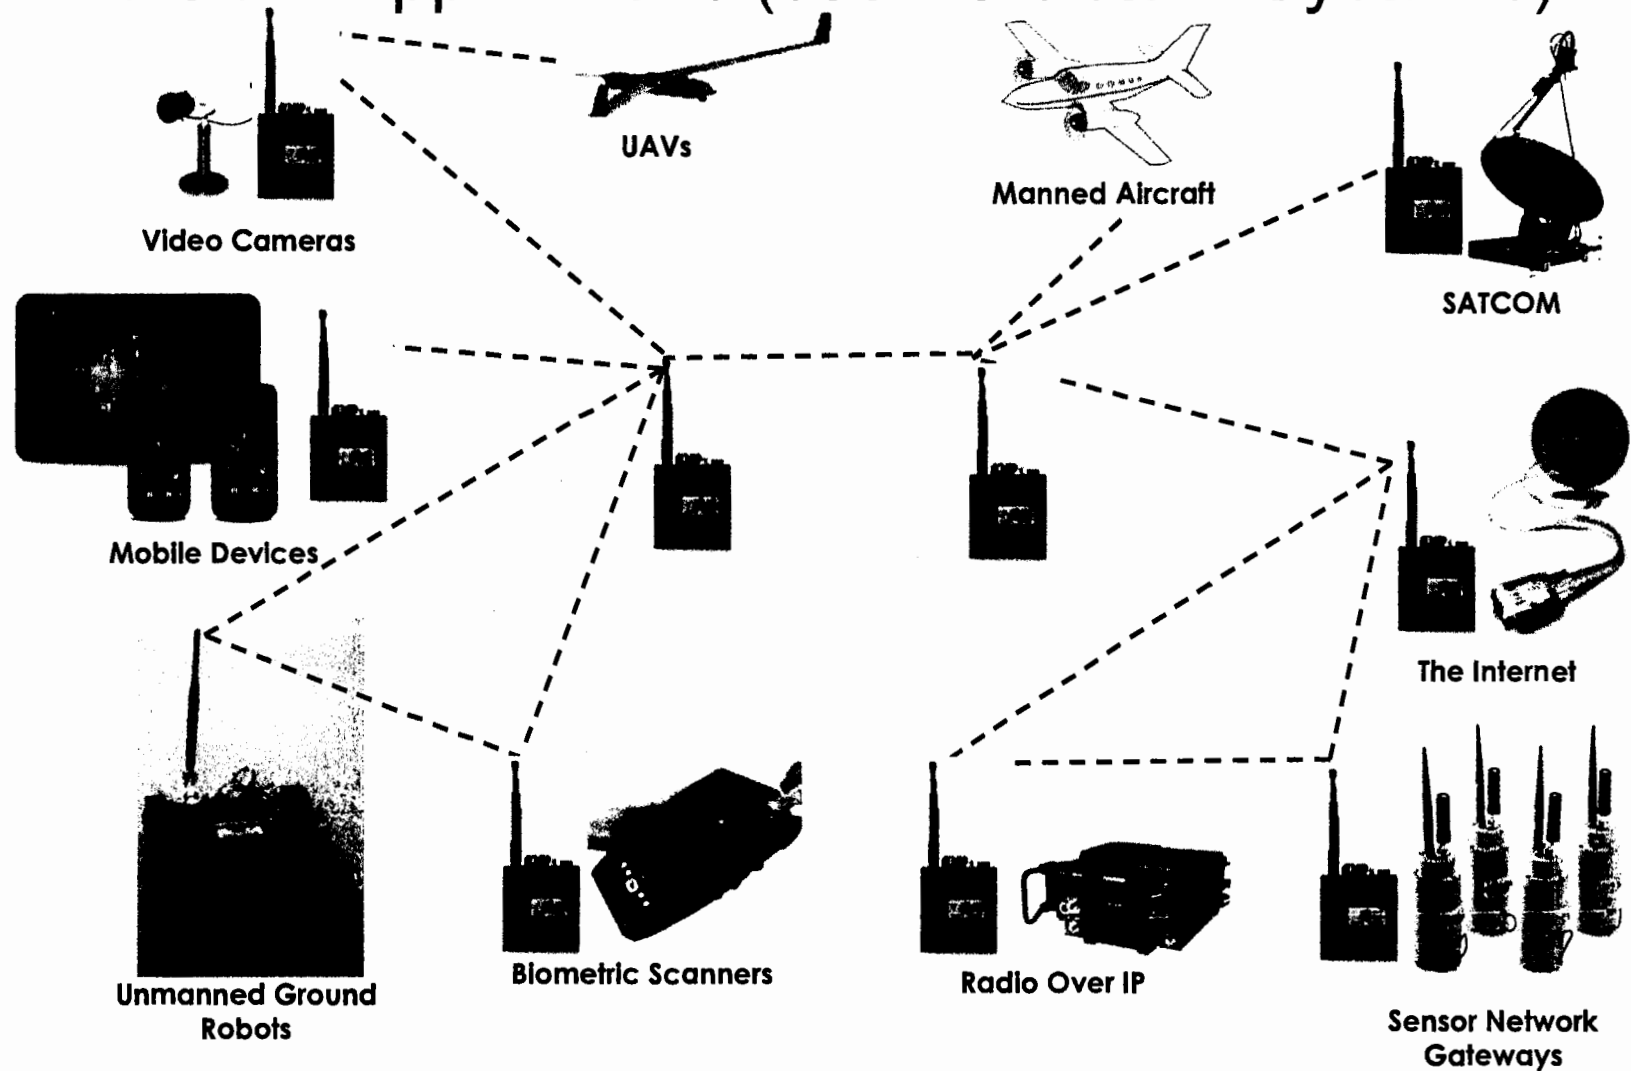 UAVs
Manned Aircraft
Video Cameras
SATCOM
Mobile Devices
The Internet
Unmanned Ground
Robots
Biometric Scanners
Radio Over IP
Sensor Network
Gateways